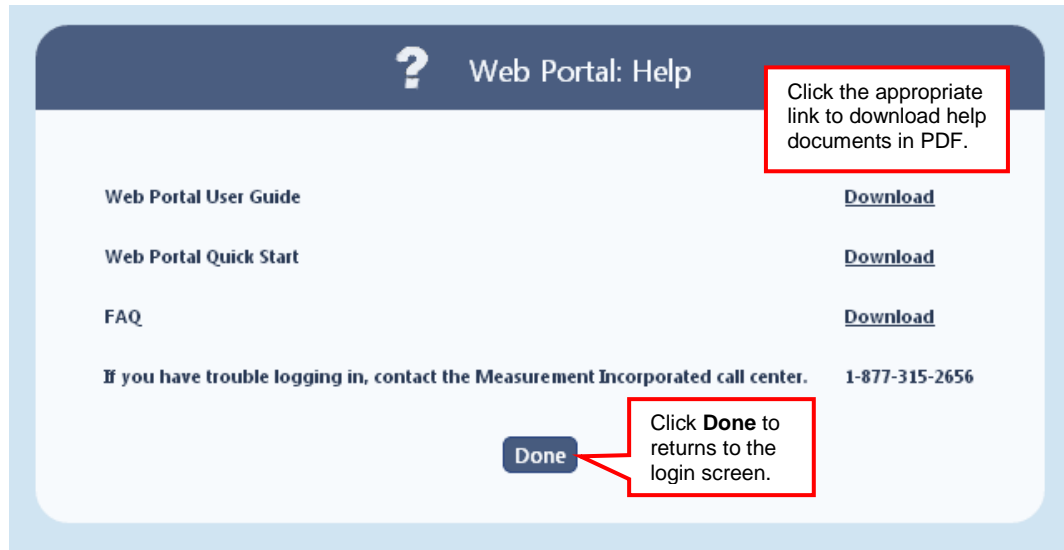 ? Web Portal: Help
Click the appropriate
link to download help
documents in PDF.
Web Portal User Guide Download
Web Portal Quick Start Download
FAQ Download
If you have trouble logging in, contact the Measurement Incorporated call center. 1-877-315-2656
Click Done to
returns to the
login screen.
Done